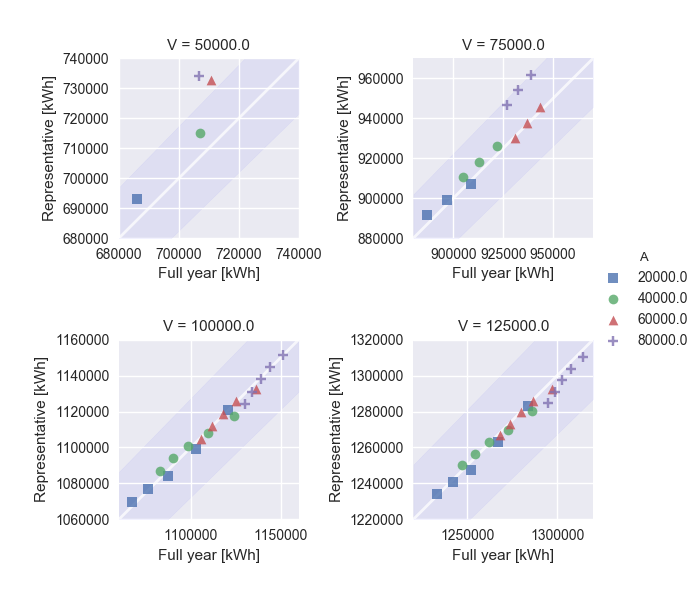 V = 50000.0
V = 75000.0
740000
730000
720000
710000
700000
690000
680000
Representative [kWh]
680000 700000 720000 740000
Full year [kWh]
960000
940000
920000
900000
880000
Representative [kWh]
900000 925000 950000
Full year [kWh]
A
20000.0
40000.0
60000.0
80000.0
V = 100000.0
V = 125000.0
1160000
1140000
1120000
1100000
1080000
1060000
Representative [kWh]
1100000 1150000
Full year [kWh]
1320000
1300000
1280000
1260000
1240000
1220000
Representative [kWh]
1250000 1300000
Full year [kWh]